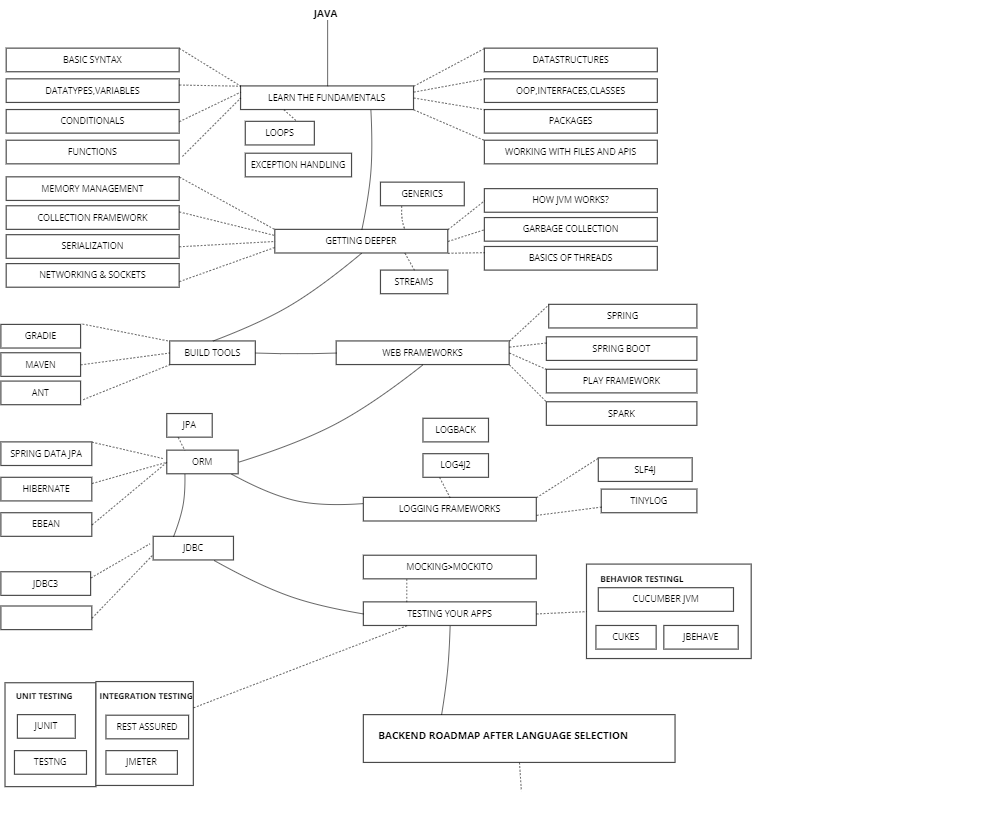 JAVA
BASIC SYNTAX
DATATYPES,VARIABLES
CONDITIONALS
FUNCTIONS
LEARN THE FUNDAMENTALS
LOOPS
EXCEPTION HANDLING
DATASTRUCTURES
OOP,INTERFACES,CLASSES
PACKAGES
WORKING WITH FILES AND APIS
MEMORY MANAGEMENT
COLLECTION FRAMEWORK
SERIALIZATION
NETWORKING & SOCKETS
GENERICS
GETTING DEEPER
STREAMS
HOW JVM WORKS?
GARBAGE COLLECTION
BASICS OF THREADS
GRADIE
MAVEN
ANT
BUILD TOOLS
WEB FRAMEWORKS
SPRING
SPRING BOOT
PLAY FRAMEWORK
SPARK
JPA
SPRING DATA JPA
HIBERNATE
EBEAN
ORM
LOGBACK
LOG4J2
LOGGING FRAMEWORKS
SLF4J
TINYLOG
JDBC
JDBC3
MOCKING>MOCKITO
TESTING YOUR APPS
BEHAVIOR TESTINGL
CUCUMBER JVM
CUKES
JBEHAVE
UNIT TESTING
JUNIT
TESTNG
INTEGRATION TESTING
REST ASSURED
JMETER
BACKEND ROADMAP AFTER LANGUAGE SELECTION